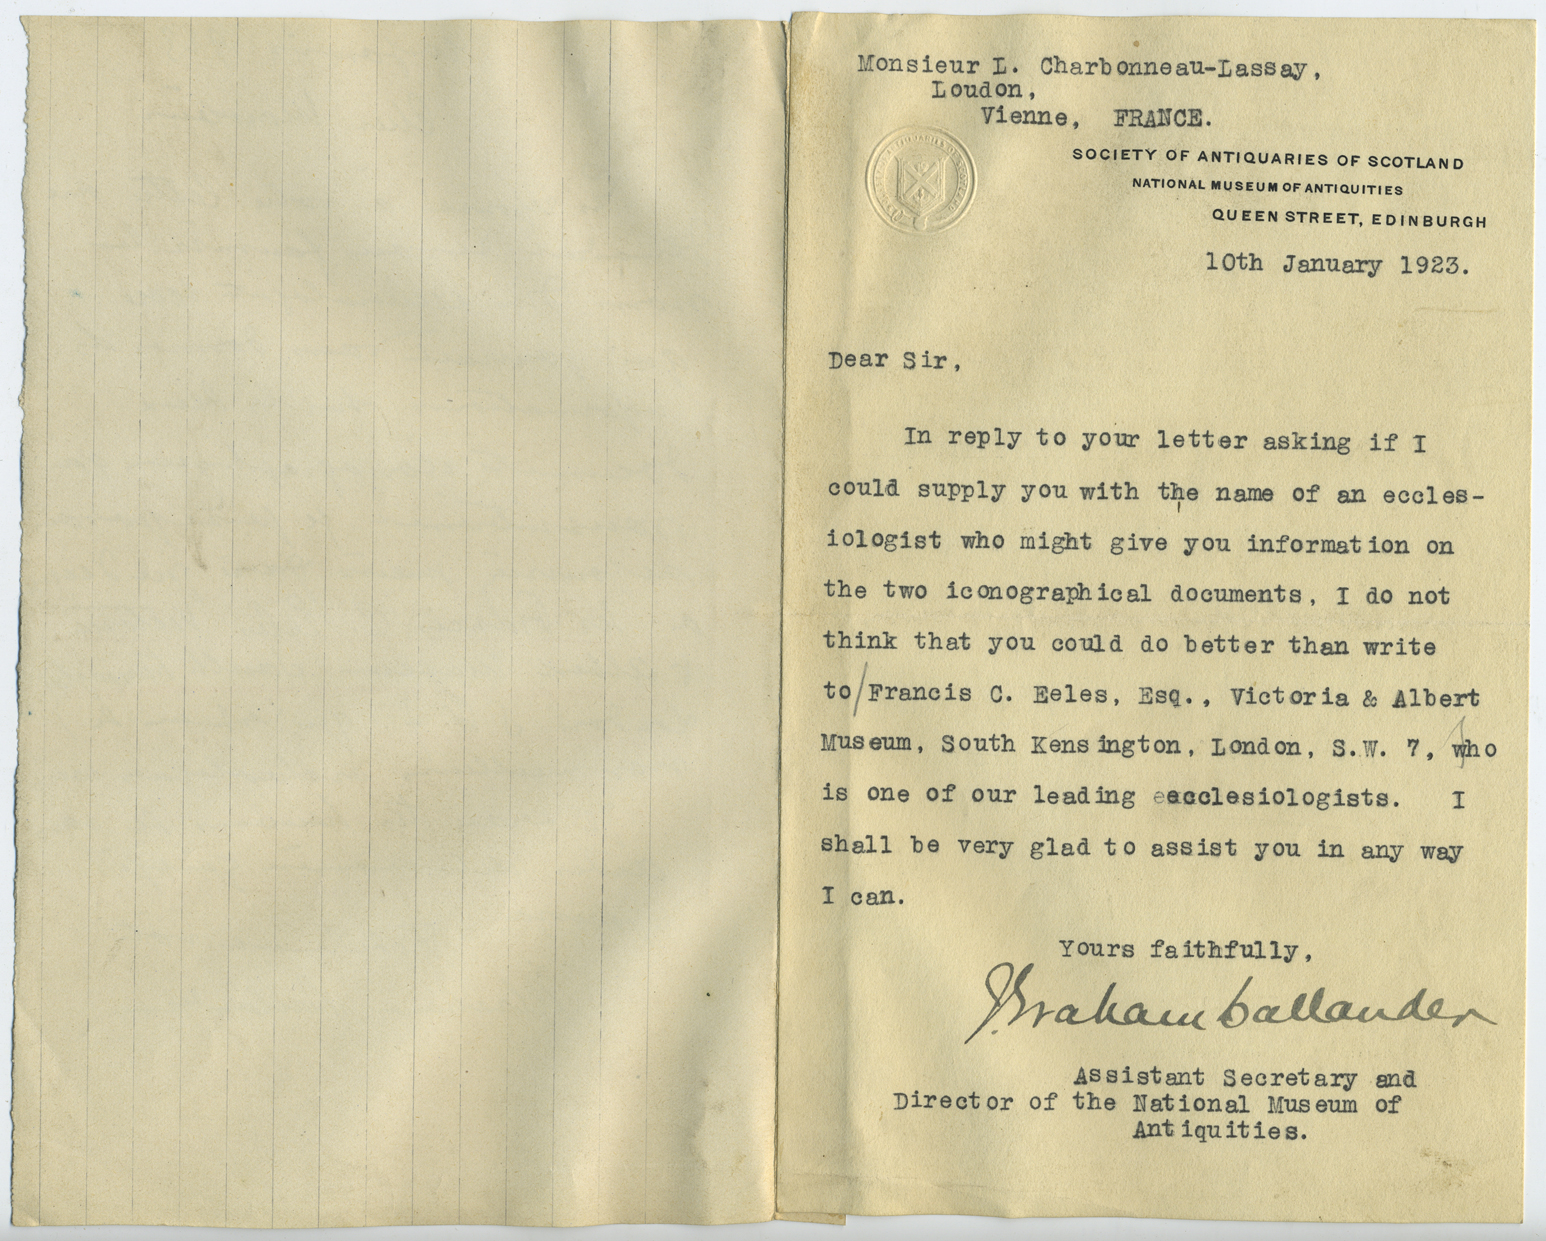 Monsieur L. Charbonneau-Lassay,
Loudon,
Vienne, FRANCE.
SOCIETY OF ANTIQUARIES OF SCOTLAND
NATIONAL MUSEUM OF ANTIQUITIES
QUEEN STREET, EDINBURGH
10th January 1923.
Dear Sir,
In reply to your letter asking if I
could supply you with the name of an eccles-
iologist who might give you information on
the two iconographical documents, I do not
think that you could do better than write
to/Francis C. Eeles, Esq., Victoria & Albert
Museum, South Kensington, London, S.W. 7, who
is one of our leading eecclesiologists. I
shall be very glad to assist you in any way
I can.
Yours faithfully,
J. Graham Callander
Assistant Secretary and
Director of the National Museum of
Antiquities.